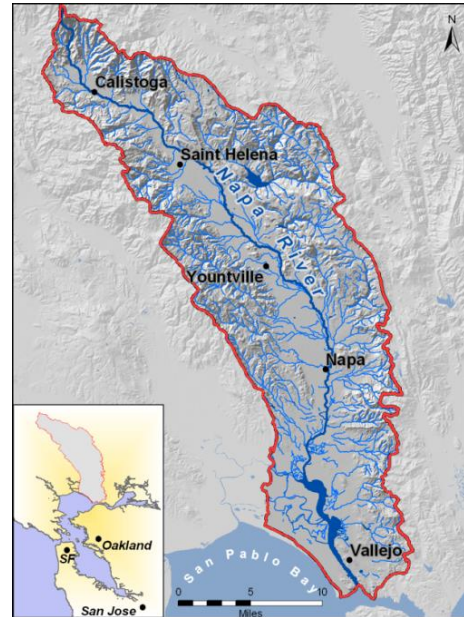 N
Calistoga
Saint Helena
Napa River
Yountville
Napa
Vallejo
San Pablo Bay
0 5 10
Miles
Oakland
SF
San Jose